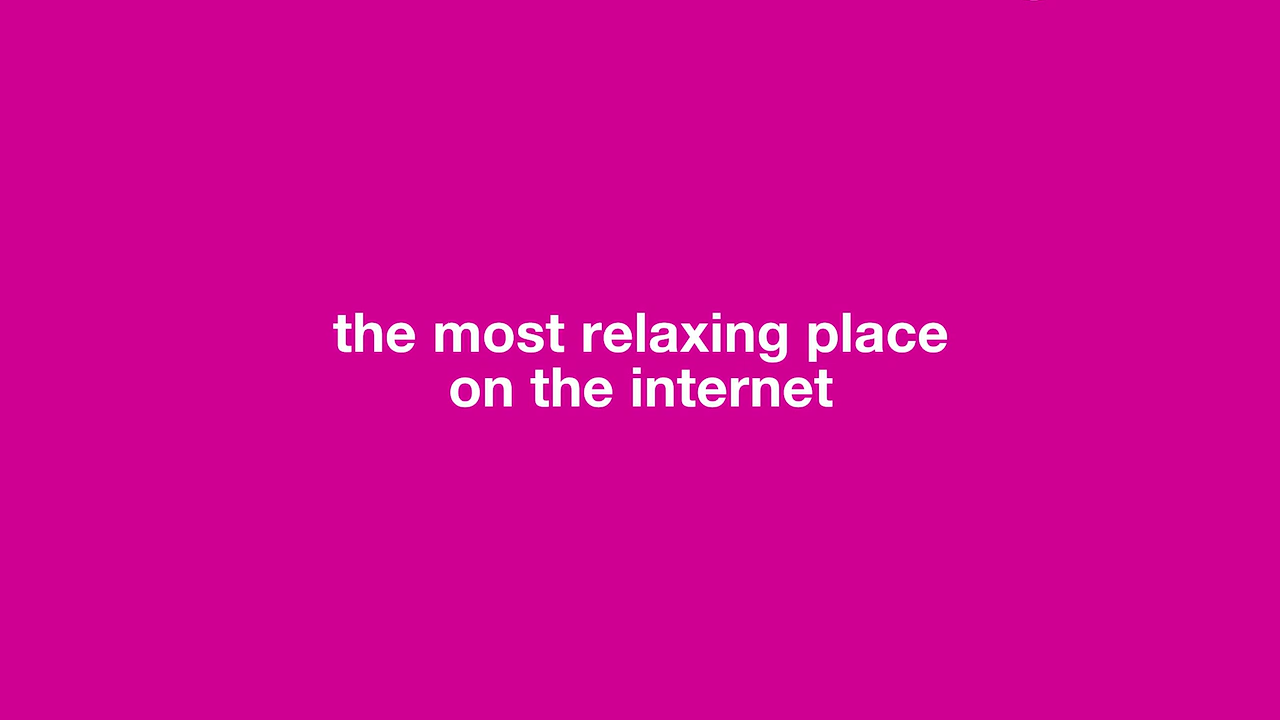 the most relaxing place
on the internet